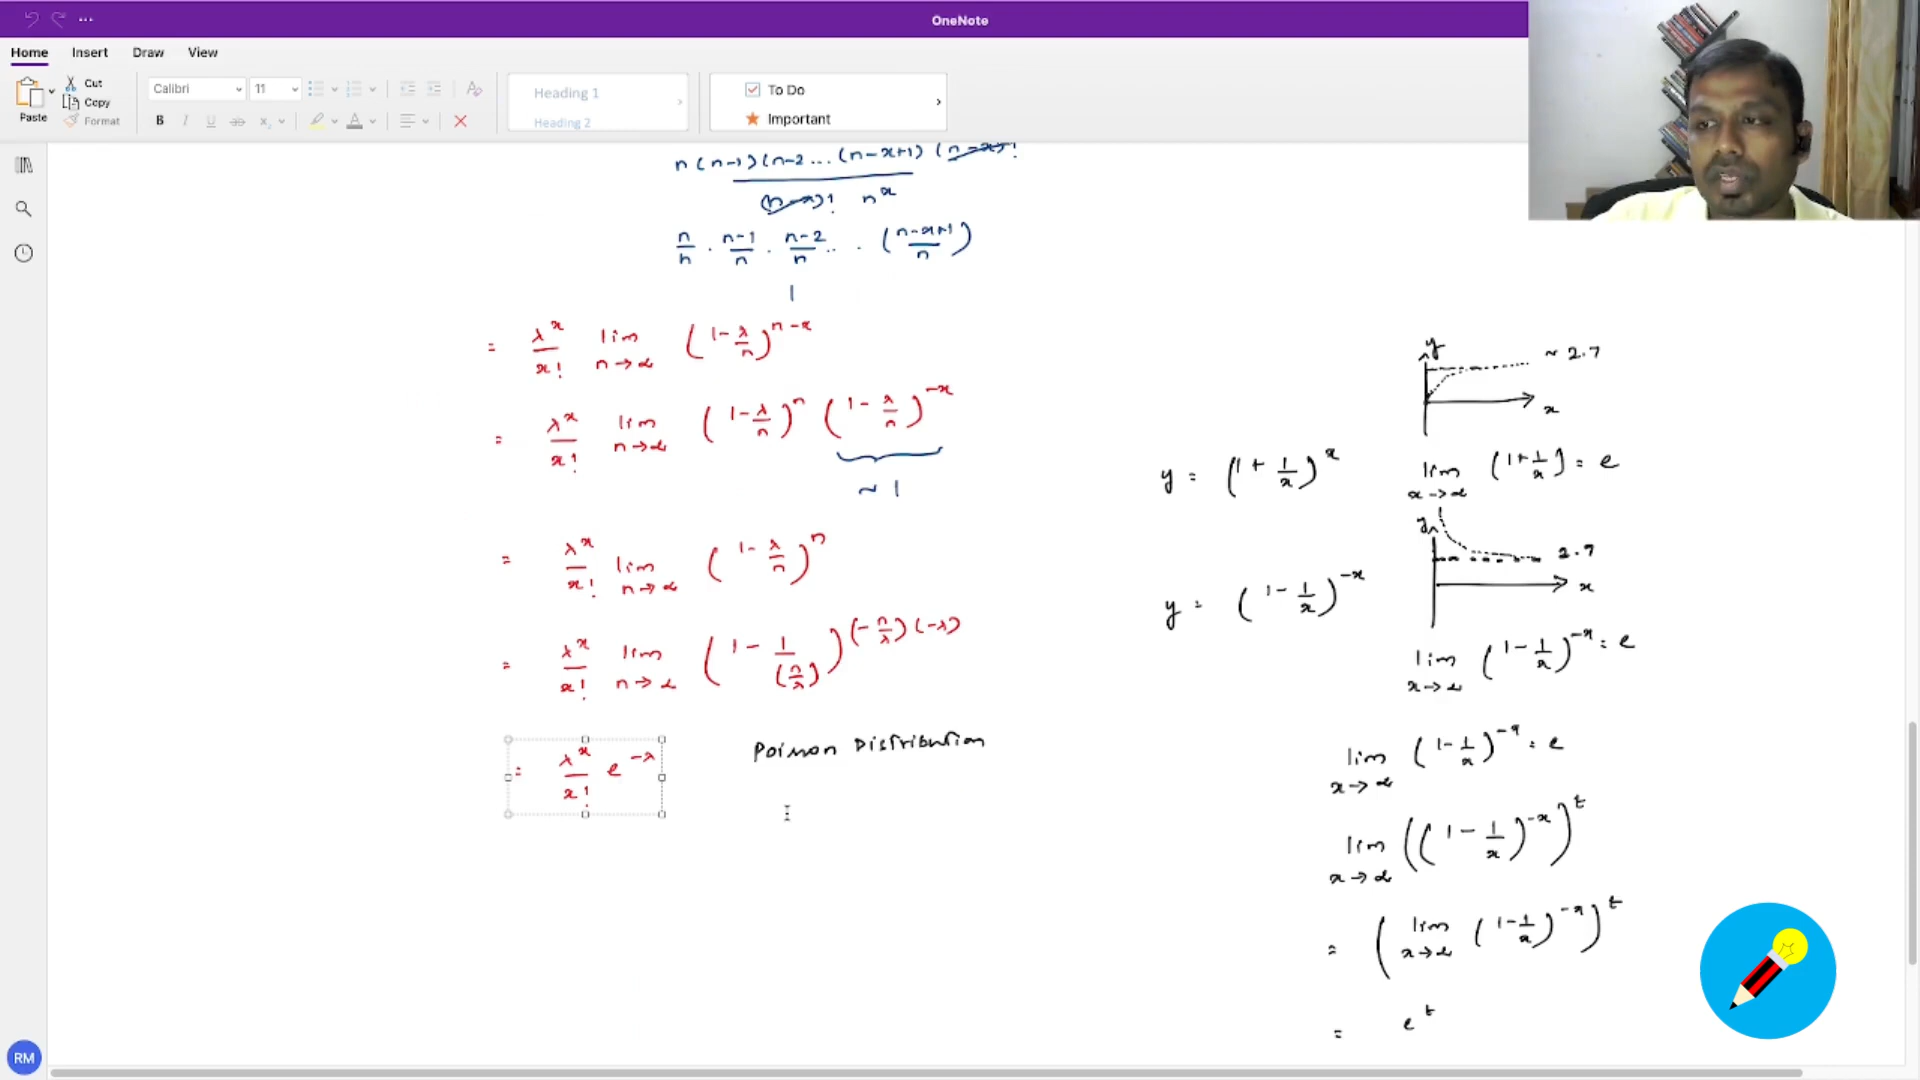 OneNote
Home Insert Draw View
Paste
Cut
Copy
Format
Calibri 11
B I U ab x
Heading 1
Heading 2
To Do
Important
n(n-1)(n-2...(n-x+1)(n-x)!
(n-x)! n^x
n/n · n-1/n · n-2/n .. . (n-x+1/n)
1
= λ^x/x! lim n→∝ (1-λ/n)^n-x
= λ^x/x! lim n→∝ (1-λ/n)^n (1-λ/n)^-x
~ 1
= λ^x/x! lim n→∝ (1-λ/n)^n
= λ^x/x! lim n→∝ (1 - 1/(n/λ))^(-n/λ)(-λ)
= λ^x/x! e^-λ Poisson Distribution
y
~ 2.7
x
y = (1+1/x)^x lim x→∝ (1+1/x) = e
y
2.7
x
y = (1-1/x)^-x
lim x→∝ (1-1/x)^-x = e
lim x→∝ (1-1/x)^-x = e
lim x→∝ ((1-1/x)^-x)^t
= (lim x→∝ (1-1/x)^-x)^t
= e^t
RM